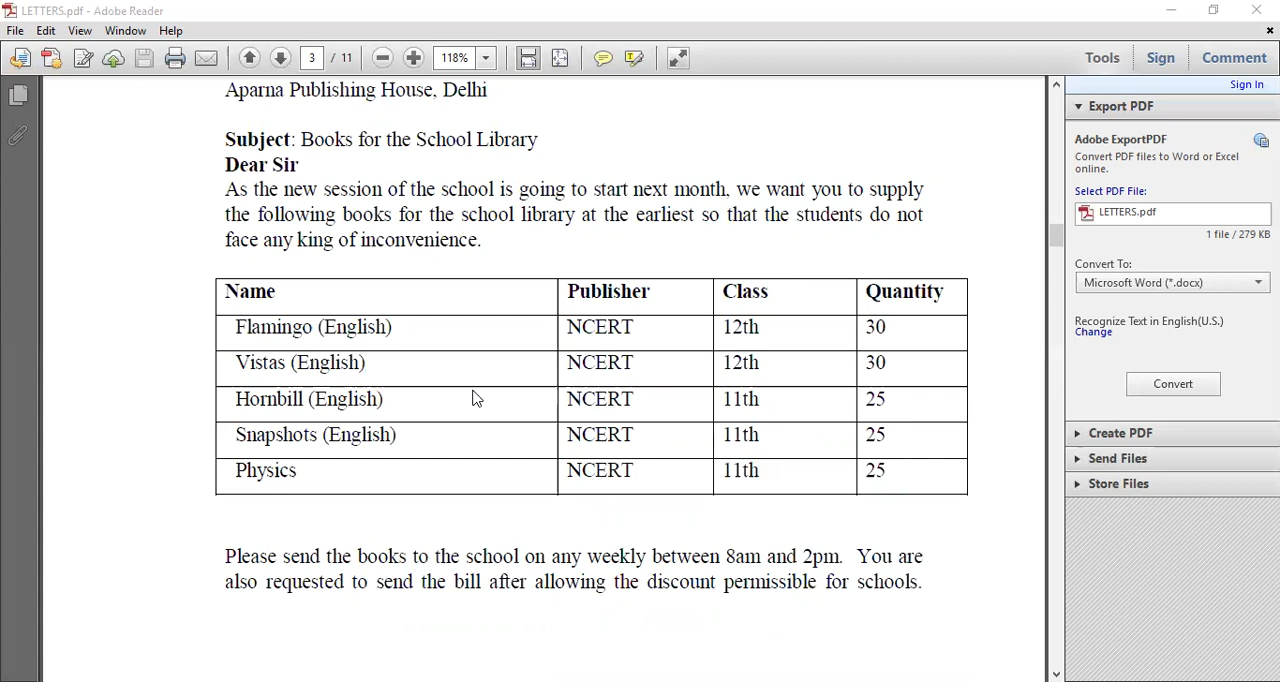 LETTERS.pdf - Adobe Reader
File Edit View Window Help
3 / 11 118% Tools Sign Comment
Sign In
Aparna Publishing House, Delhi
Subject: Books for the School Library
Dear Sir
As the new session of the school is going to start next month, we want you to supply
the following books for the school library at the earliest so that the students do not
face any king of inconvenience.
Name Publisher Class Quantity
Flamingo (English) NCERT 12th 30
Vistas (English) NCERT 12th 30
Hornbill (English) NCERT 11th 25
Snapshots (English) NCERT 11th 25
Physics NCERT 11th 25
Please send the books to the school on any weekly between 8am and 2pm. You are
also requested to send the bill after allowing the discount permissible for schools.
Export PDF
Adobe ExportPDF
Convert PDF files to Word or Excel
online.
Select PDF File:
LETTERS.pdf
1 file / 279 KB
Convert To:
Microsoft Word (*.docx)
Recognize Text in English(U.S.)
Change
Convert
Create PDF
Send Files
Store Files